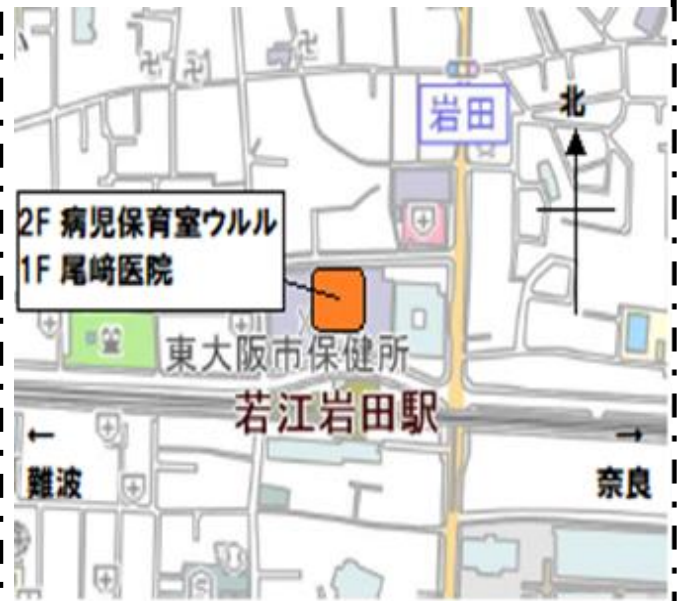 岩田
北
2F 病児保育室ウルル
1F 尾崎医院
東大阪市保健所
若江岩田駅
←
難波
→
奈良